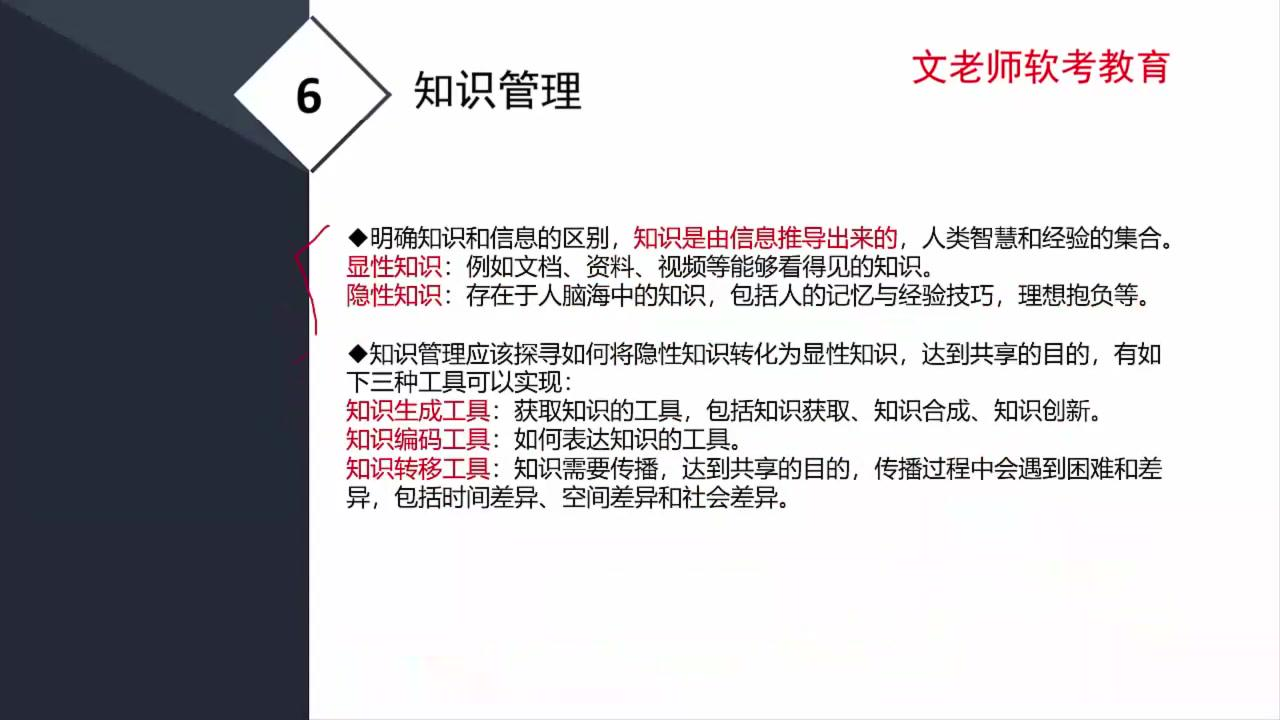 6
知识管理
文老师软考教育
◆明确知识和信息的区别，知识是由信息推导出来的，人类智慧和经验的集合。
显性知识：例如文档、资料、视频等能够看得见的知识。
隐性知识：存在于人脑海中的知识，包括人的记忆与经验技巧，理想抱负等。
◆知识管理应该探寻如何将隐性知识转化为显性知识，达到共享的目的，有如
下三种工具可以实现：
知识生成工具：获取知识的工具，包括知识获取、知识合成、知识创新。
知识编码工具：如何表达知识的工具。
知识转移工具：知识需要传播，达到共享的目的，传播过程中会遇到困难和差
异，包括时间差异、空间差异和社会差异。